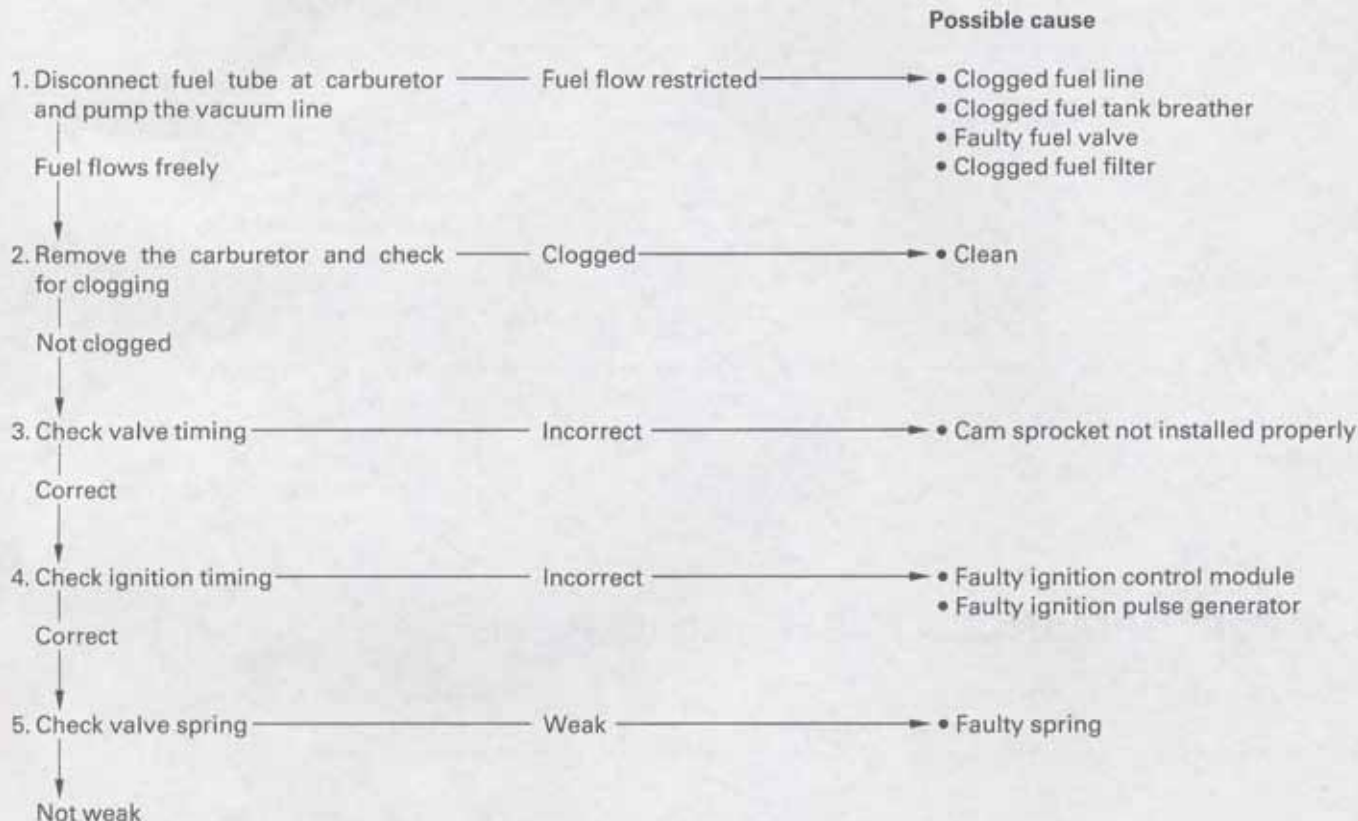 Possible cause
1. Disconnect fuel tube at carburetor and pump the vacuum line
Fuel flow restricted
• Clogged fuel line
• Clogged fuel tank breather
• Faulty fuel valve
• Clogged fuel filter
Fuel flows freely
2. Remove the carburetor and check for clogging
Clogged
• Clean
Not clogged
3. Check valve timing
Incorrect
• Cam sprocket not installed properly
Correct
4. Check ignition timing
Incorrect
• Faulty ignition control module
• Faulty ignition pulse generator
Correct
5. Check valve spring
Weak
• Faulty spring
Not weak